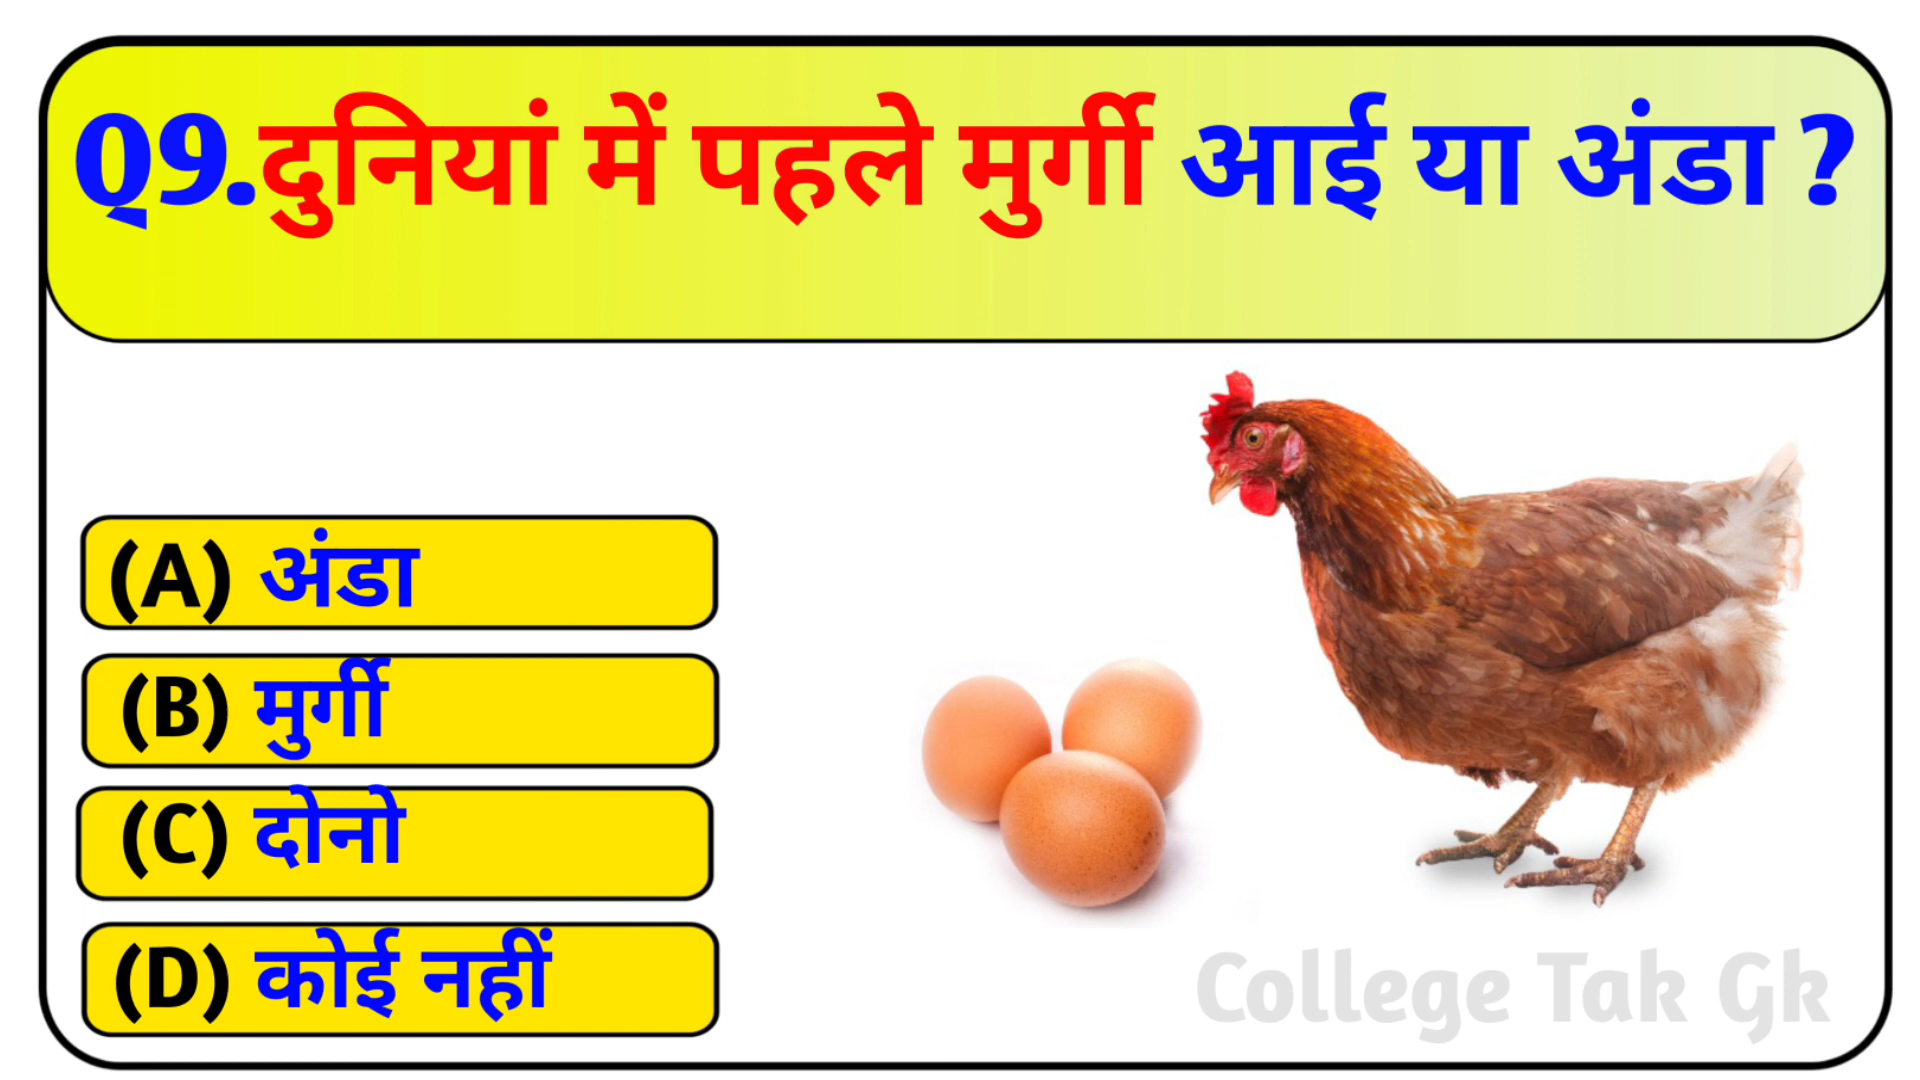 Q9.दुनियां में पहले मुर्गी आई या अंडा ?
(A) अंडा
(B) मुर्गी
(C) दोनो
(D) कोई नहीं
College Tak Gk